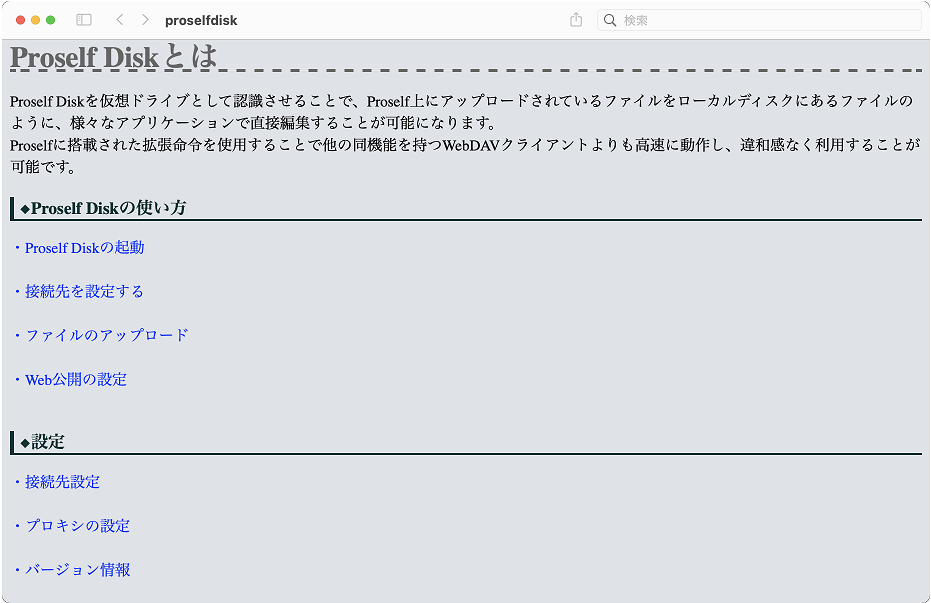 proselfdisk
検索
Proself Diskとは
Proself Diskを仮想ドライブとして認識させることで、Proself上にアップロードされているファイルをローカルディスクにあるファイルの
ように、様々なアプリケーションで直接編集することが可能になります。
Proselfに搭載された拡張命令を使用することで他の同機能を持つWebDAVクライアントよりも高速に動作し、違和感なく利用することが
可能です。
◆Proself Diskの使い方
・Proself Diskの起動
・接続先を設定する
・ファイルのアップロード
・Web公開の設定
◆設定
・接続先設定
・プロキシの設定
・バージョン情報